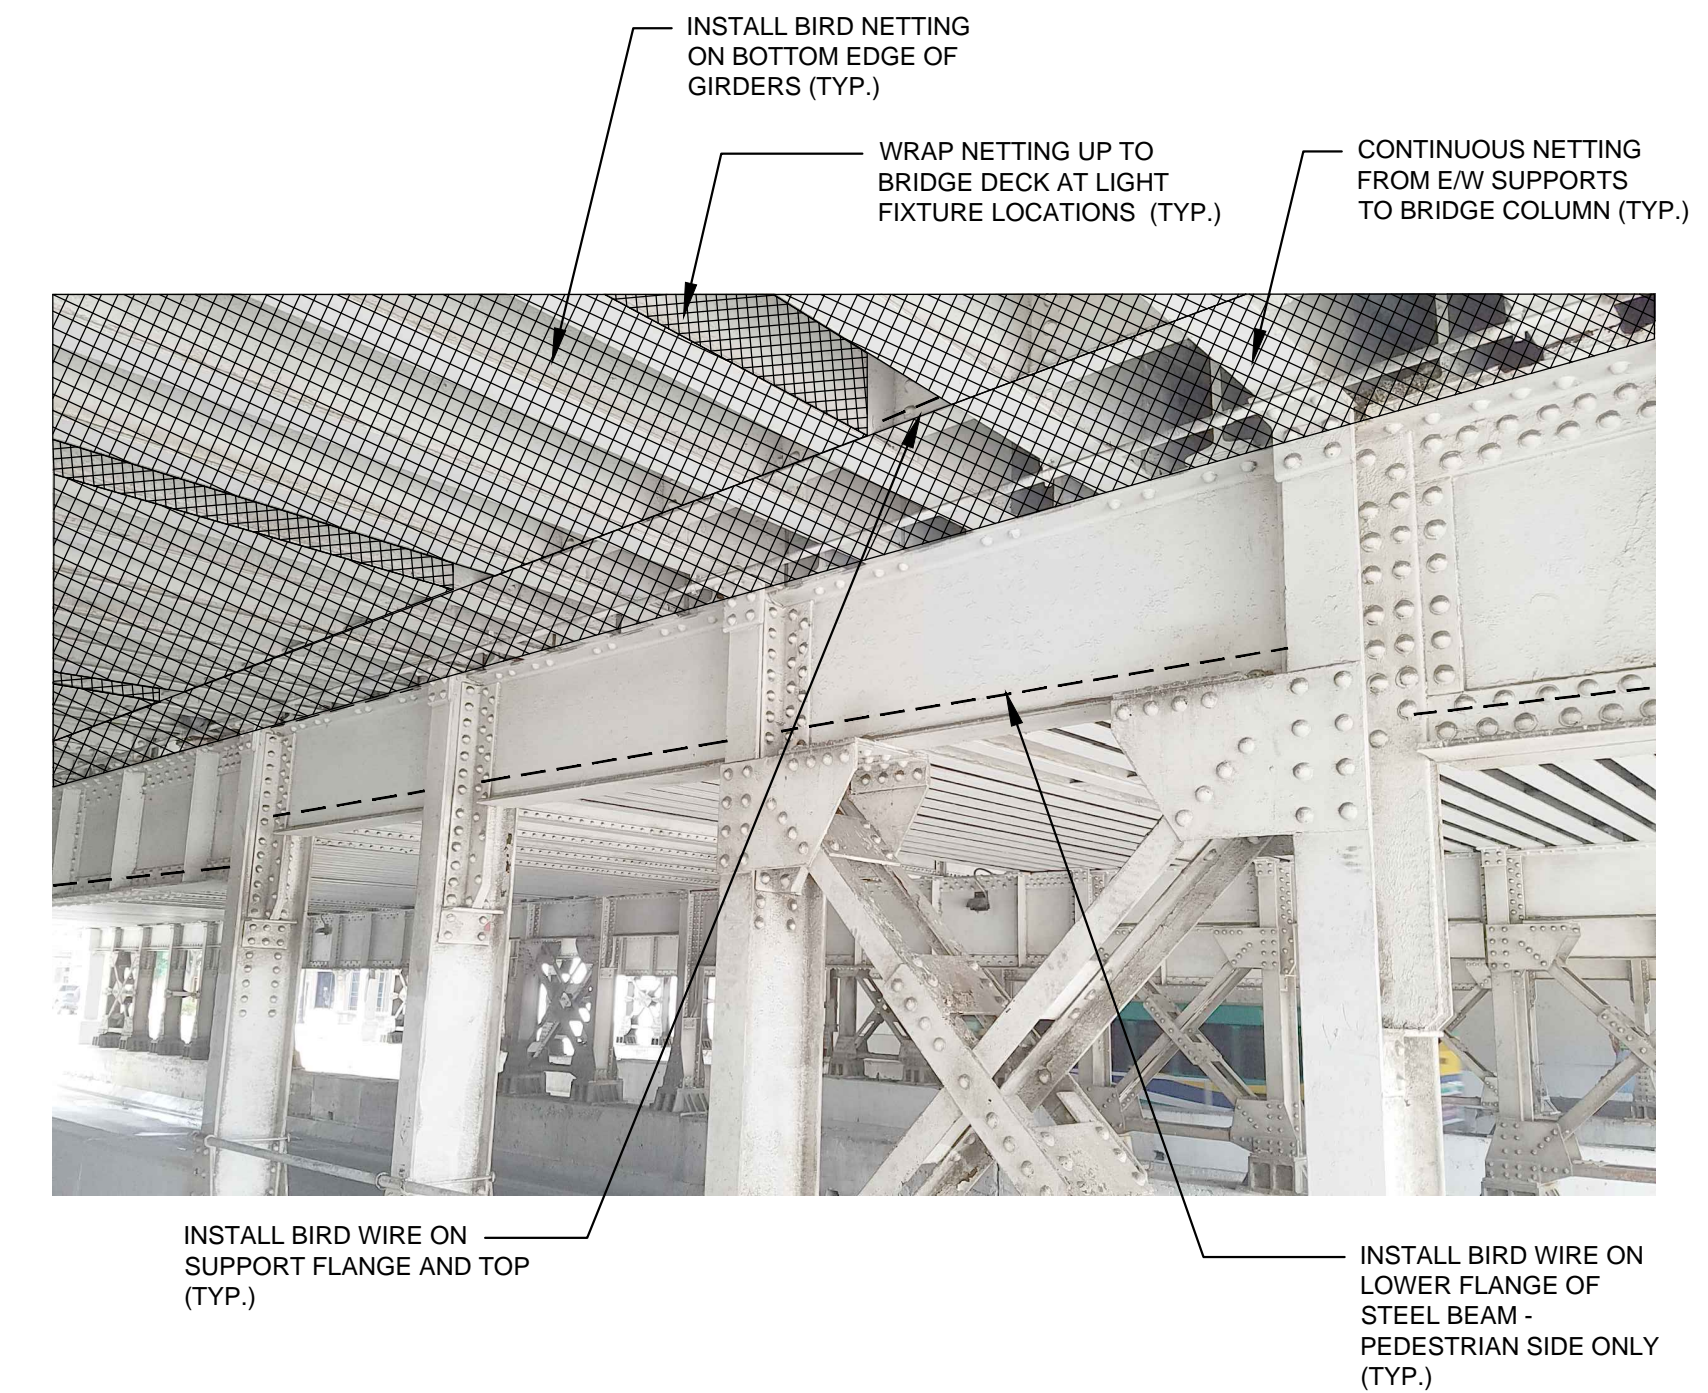 INSTALL BIRD NETTING
ON BOTTOM EDGE OF
GIRDERS (TYP.)
WRAP NETTING UP TO
BRIDGE DECK AT LIGHT
FIXTURE LOCATIONS  (TYP.)
CONTINUOUS NETTING
FROM E/W SUPPORTS
TO BRIDGE COLUMN (TYP.)
INSTALL BIRD WIRE ON
SUPPORT FLANGE AND TOP
(TYP.)
INSTALL BIRD WIRE ON
LOWER FLANGE OF
STEEL BEAM -
PEDESTRIAN SIDE ONLY
(TYP.)